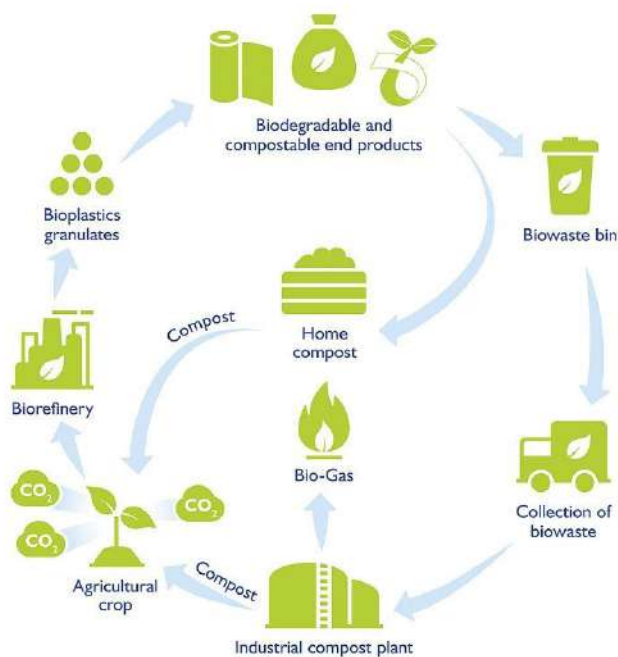 Biodegradable and
compostable end products
Biowaste bin
Collection of
biowaste
Industrial compost plant
Bio-Gas
Compost
Home
compost
Compost
Agricultural
crop
CO2
CO2
CO2
Biorefinery
Bioplastics
granulates